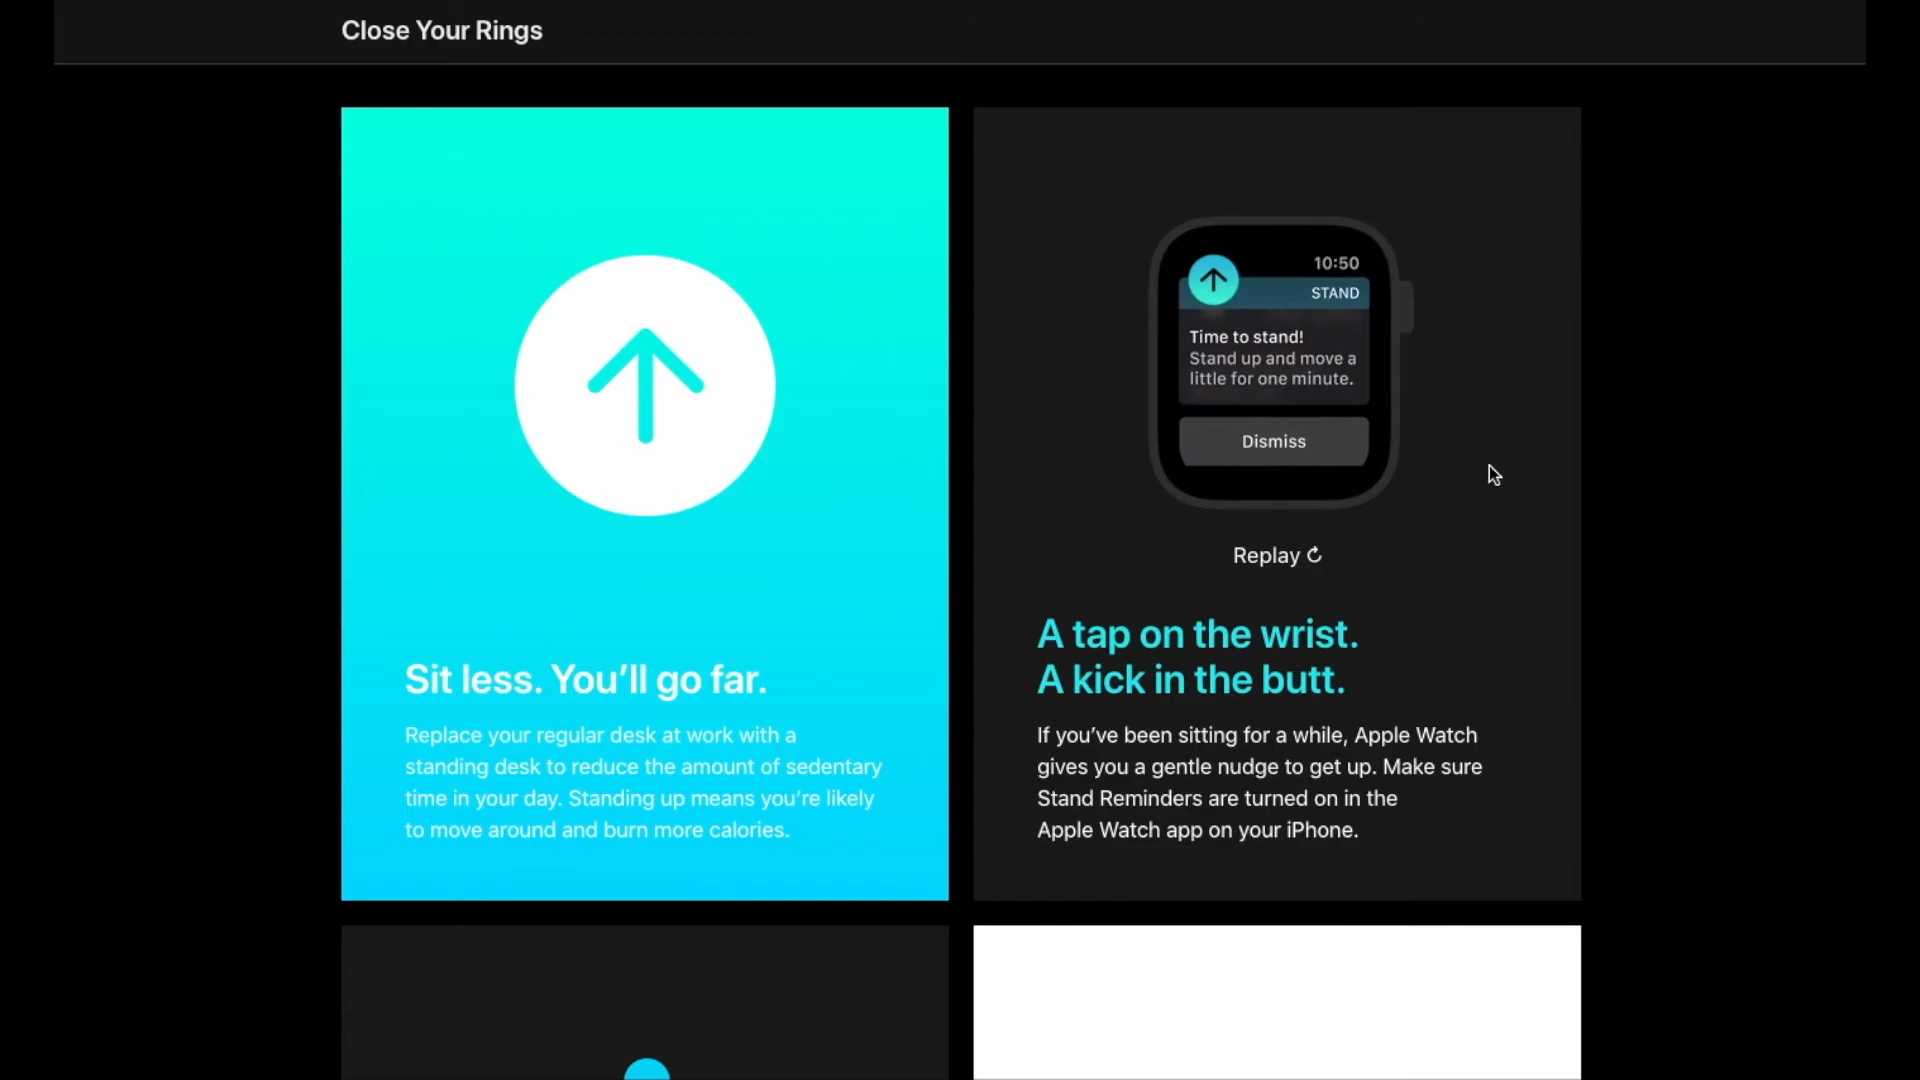 Close Your Rings
Sit less. You’ll go far.
Replace your regular desk at work with a
standing desk to reduce the amount of sedentary
time in your day. Standing up means you’re likely
to move around and burn more calories.
10:50
STAND
Time to stand!
Stand up and move a
little for one minute.
Dismiss
Replay
A tap on the wrist.
A kick in the butt.
If you’ve been sitting for a while, Apple Watch
gives you a gentle nudge to get up. Make sure
Stand Reminders are turned on in the
Apple Watch app on your iPhone.